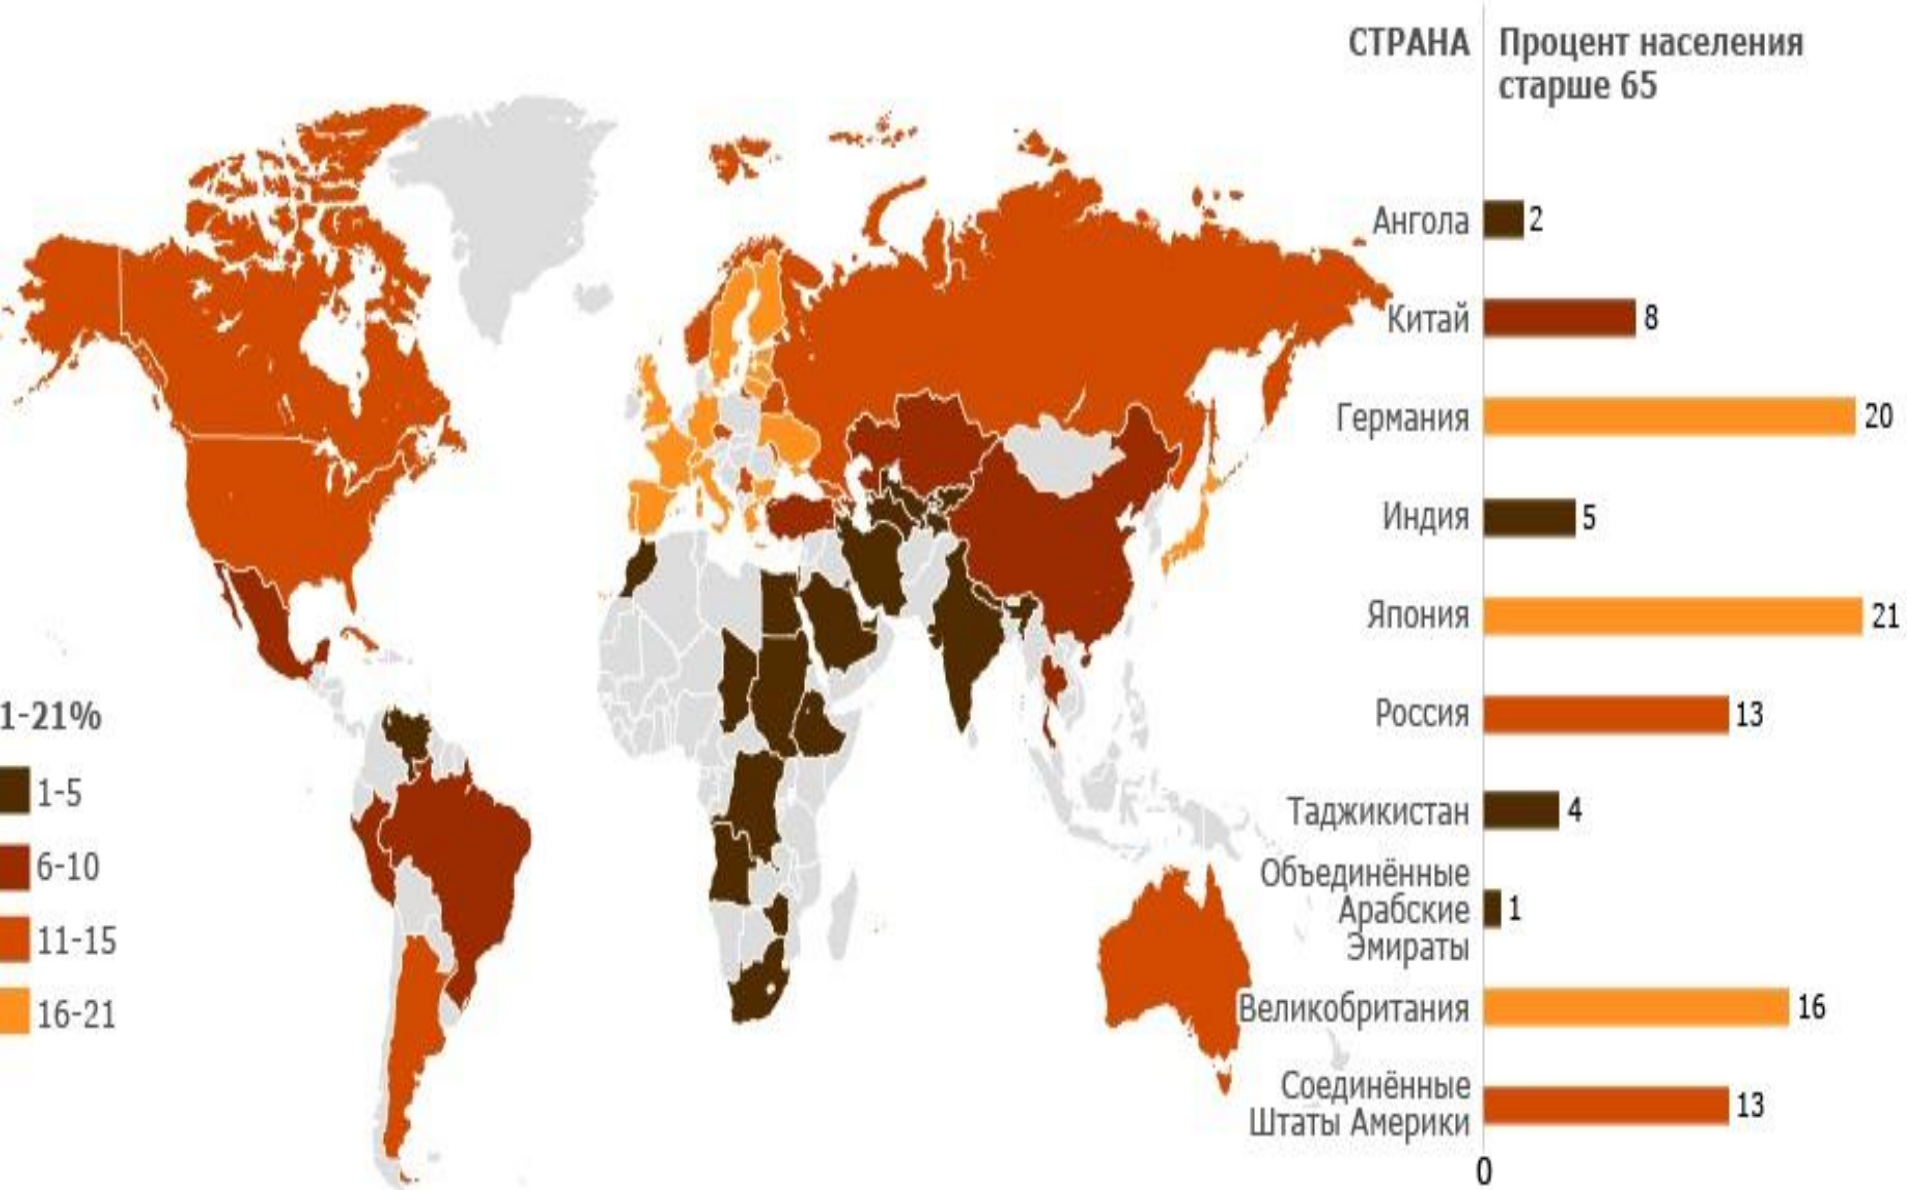 СТРАНА
Процент населения
старше 65
Ангола 2
Китай 8
Германия 20
Индия 5
Япония 21
Россия 13
Таджикистан 4
Объединённые
Арабские 1
Эмираты
Великобритания 16
Соединённые
Штаты Америки 13
0
1-21%
1-5
6-10
11-15
16-21